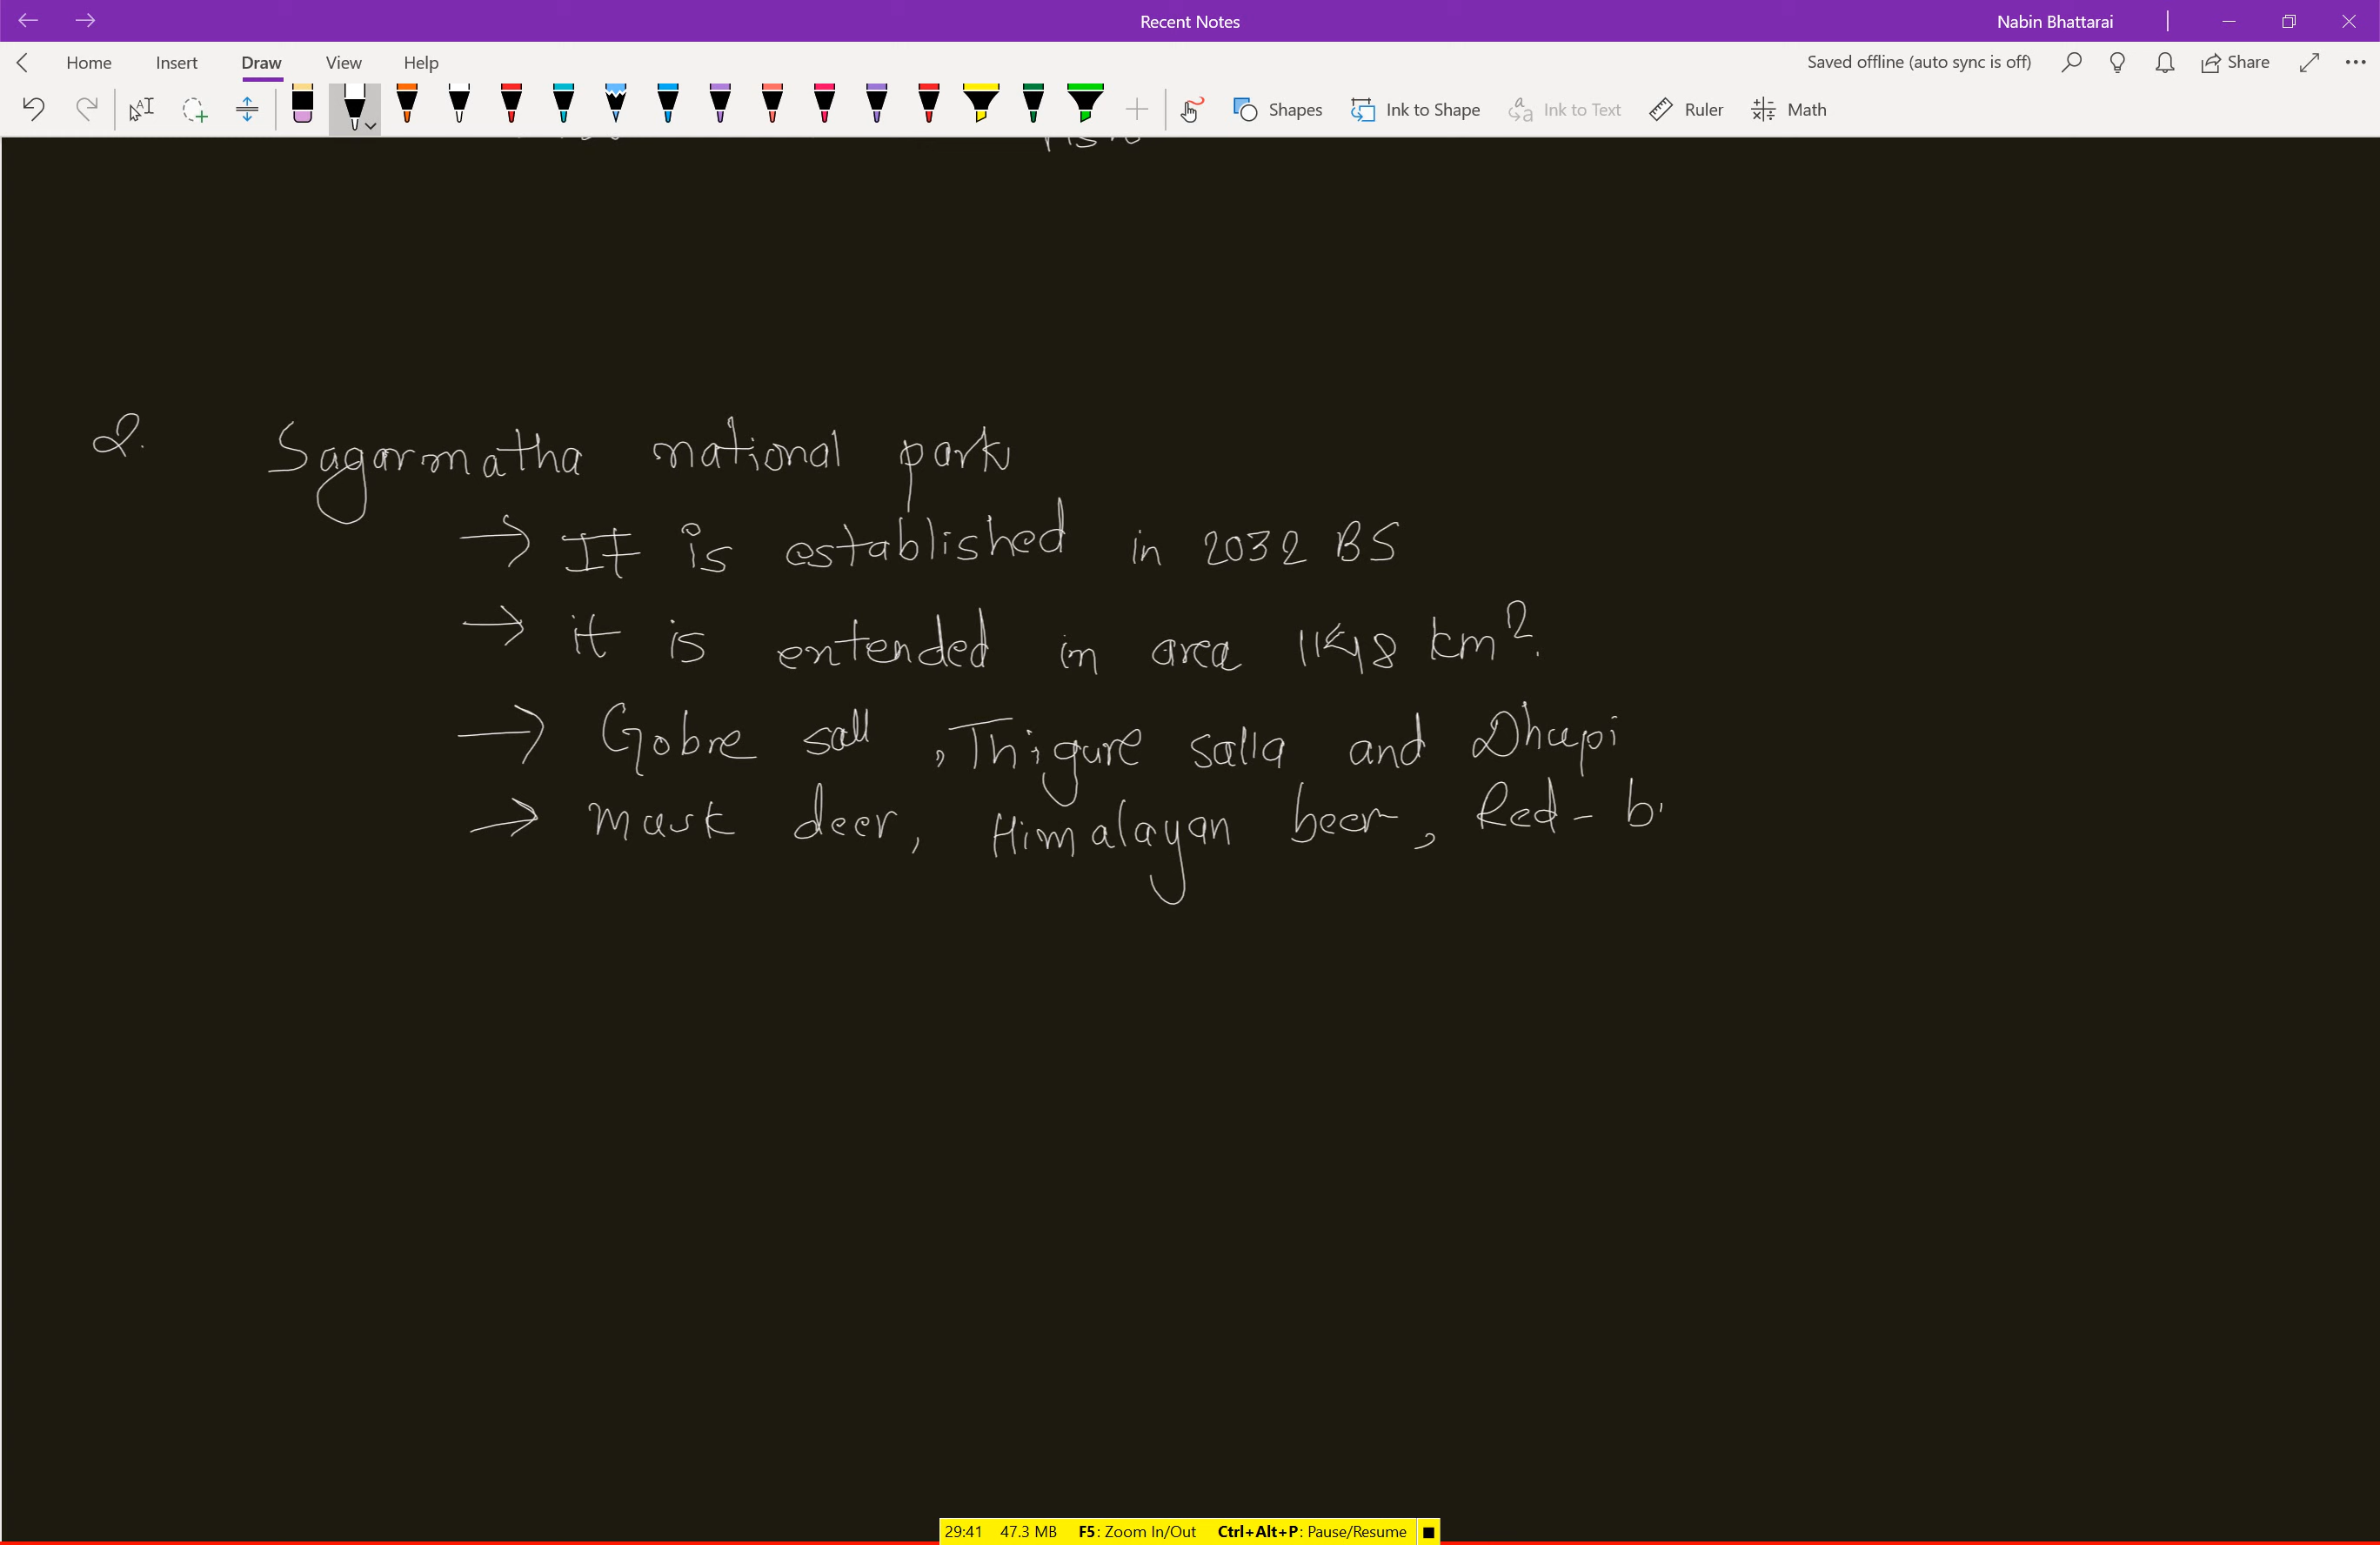 Recent Notes
Nabin Bhattarai
Home Insert Draw View Help
Saved offline (auto sync is off)
Share
Shapes Ink to Shape Ink to Text Ruler Math
2. Sagarmatha national park
→ It is established in 2032 BS
→ it is entended in area 1148 km².
→ Gobre sall , Thigure salla and Dhupi
→ Musk deer, Himalayan beer, Red - b
29:41 47.3 MB F5: Zoom In/Out Ctrl+Alt+P: Pause/Resume